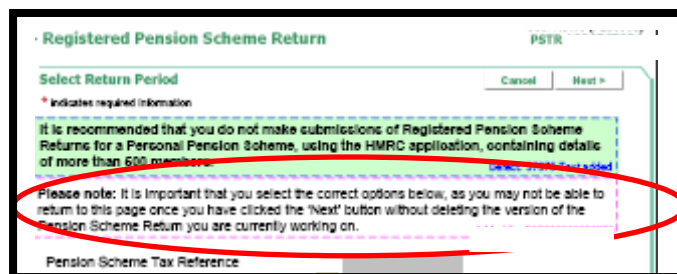 Registered Pension Scheme Return
PSTR
Select Return Period
Cancel
Next >
* indicates required information
It is recommended that you do not make submissions of Registered Pension Scheme
Returns for a Personal Pension Scheme, using the HMRC application, containing details
of more than 500 members.
Text added
Please note: It is important that you select the correct options below, as you may not be able to
return to this page once you have clicked the 'Next' button without deleting the version of the
Pension Scheme Return you are currently working on.
Pension Scheme Tax Reference